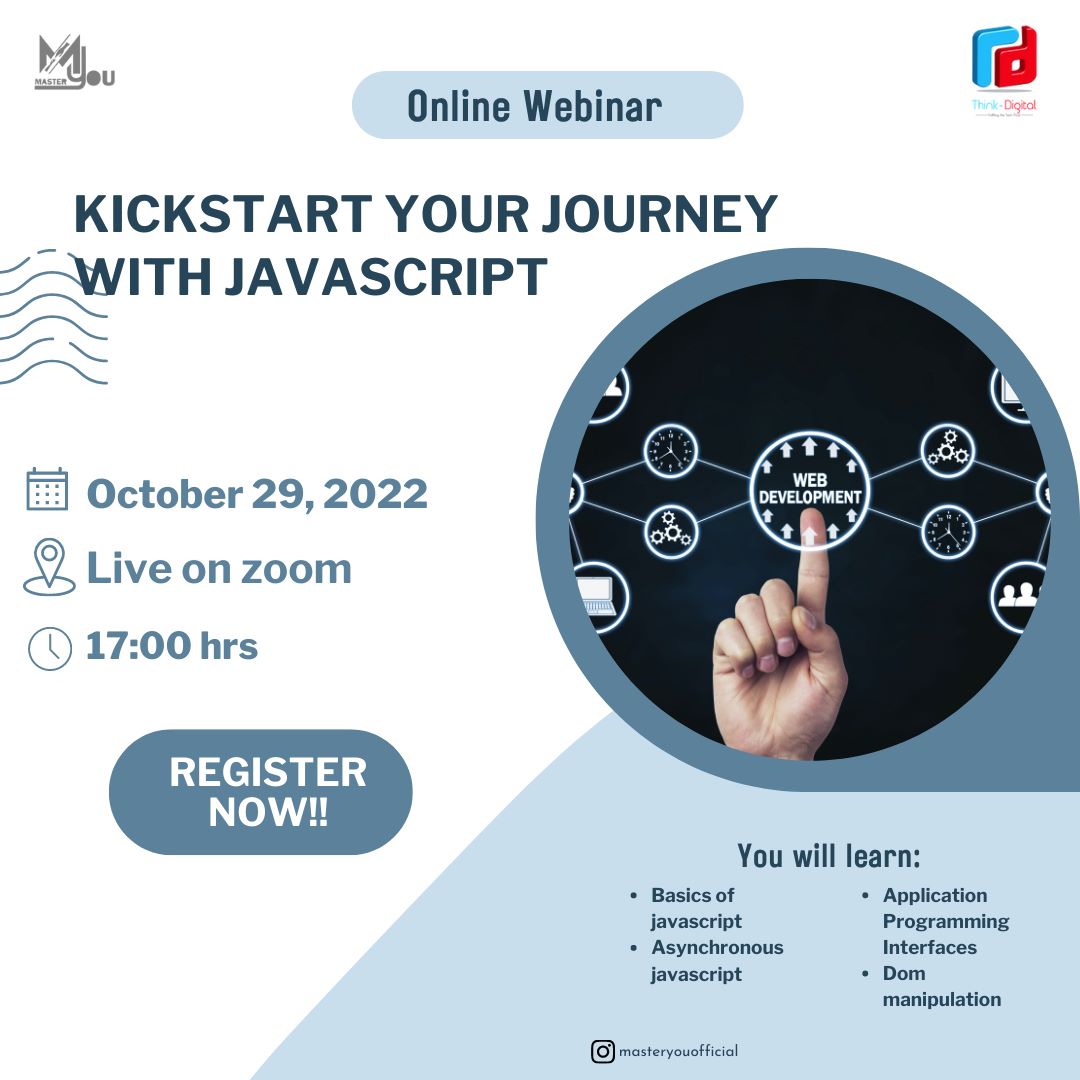 MASTER YOU
Online Webinar
Think-Digital
KICKSTART YOUR JOURNEY
WITH JAVASCRIPT
October 29, 2022
Live on zoom
17:00 hrs
WEB
DEVELOPMENT
REGISTER
NOW!!
You will learn:
• Basics of
javascript
• Asynchronous
javascript
• Application
Programming
Interfaces
• Dom
manipulation
masteryouofficial